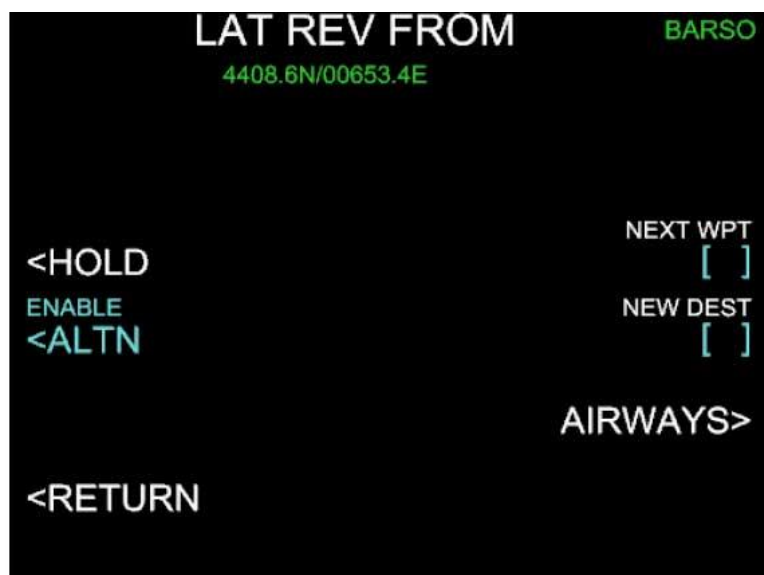 LAT REV FROM BARSO
4408.6N/00653.4E
NEXT WPT
<HOLD [ ]
ENABLE NEW DEST
<ALTN [ ]
AIRWAYS>
<RETURN